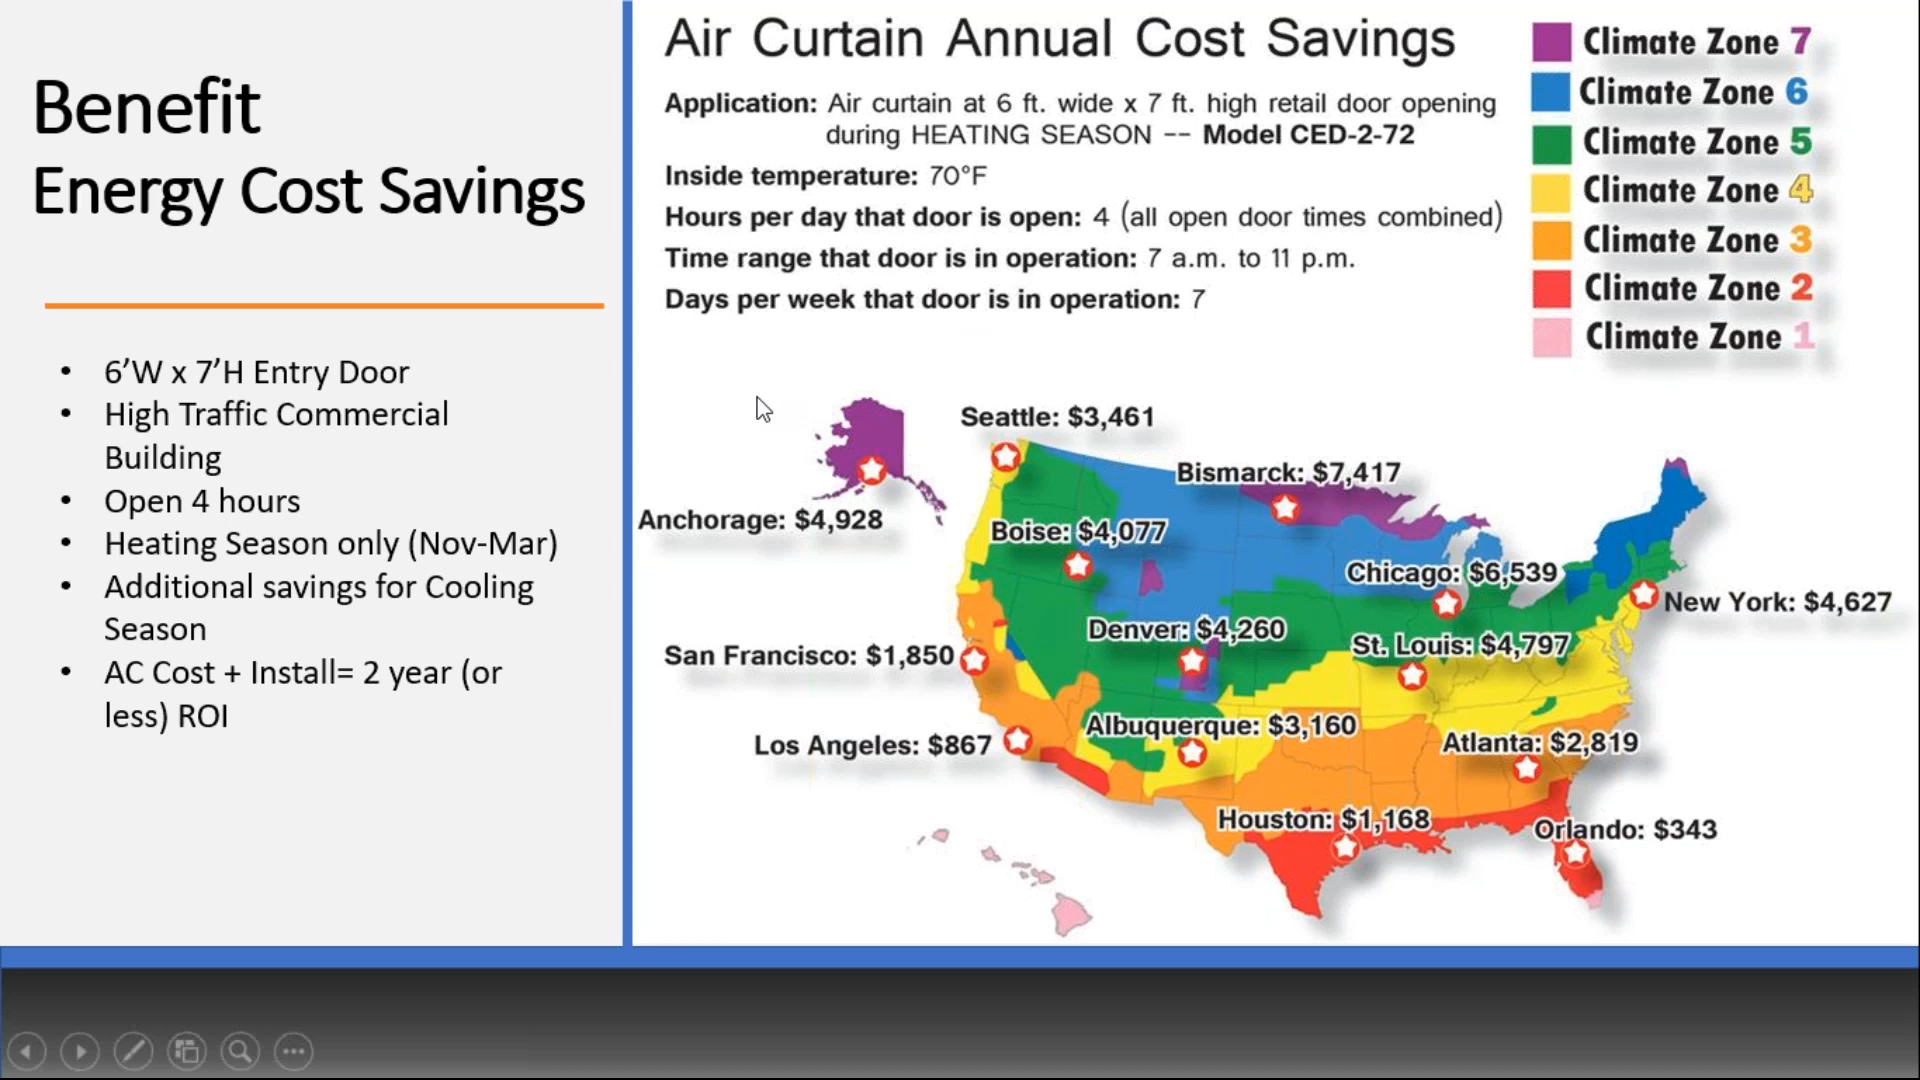 Benefit
Energy Cost Savings
• 6’W x 7’H Entry Door
• High Traffic Commercial
Building
• Open 4 hours
• Heating Season only (Nov-Mar)
• Additional savings for Cooling
Season
• AC Cost + Install= 2 year (or
less) ROI
Air Curtain Annual Cost Savings
Application: Air curtain at 6 ft. wide x 7 ft. high retail door opening
during HEATING SEASON -- Model CED-2-72
Inside temperature: 70°F
Hours per day that door is open: 4 (all open door times combined)
Time range that door is in operation: 7 a.m. to 11 p.m.
Days per week that door is in operation: 7
Climate Zone 7
Climate Zone 6
Climate Zone 5
Climate Zone 4
Climate Zone 3
Climate Zone 2
Climate Zone 1
Seattle: $3,461
Bismarck: $7,417
Anchorage: $4,928
Boise: $4,077
Chicago: $6,539
New York: $4,627
Denver: $4,260
St. Louis: $4,797
San Francisco: $1,850
Albuquerque: $3,160
Los Angeles: $867
Atlanta: $2,819
Houston: $1,168
Orlando: $343